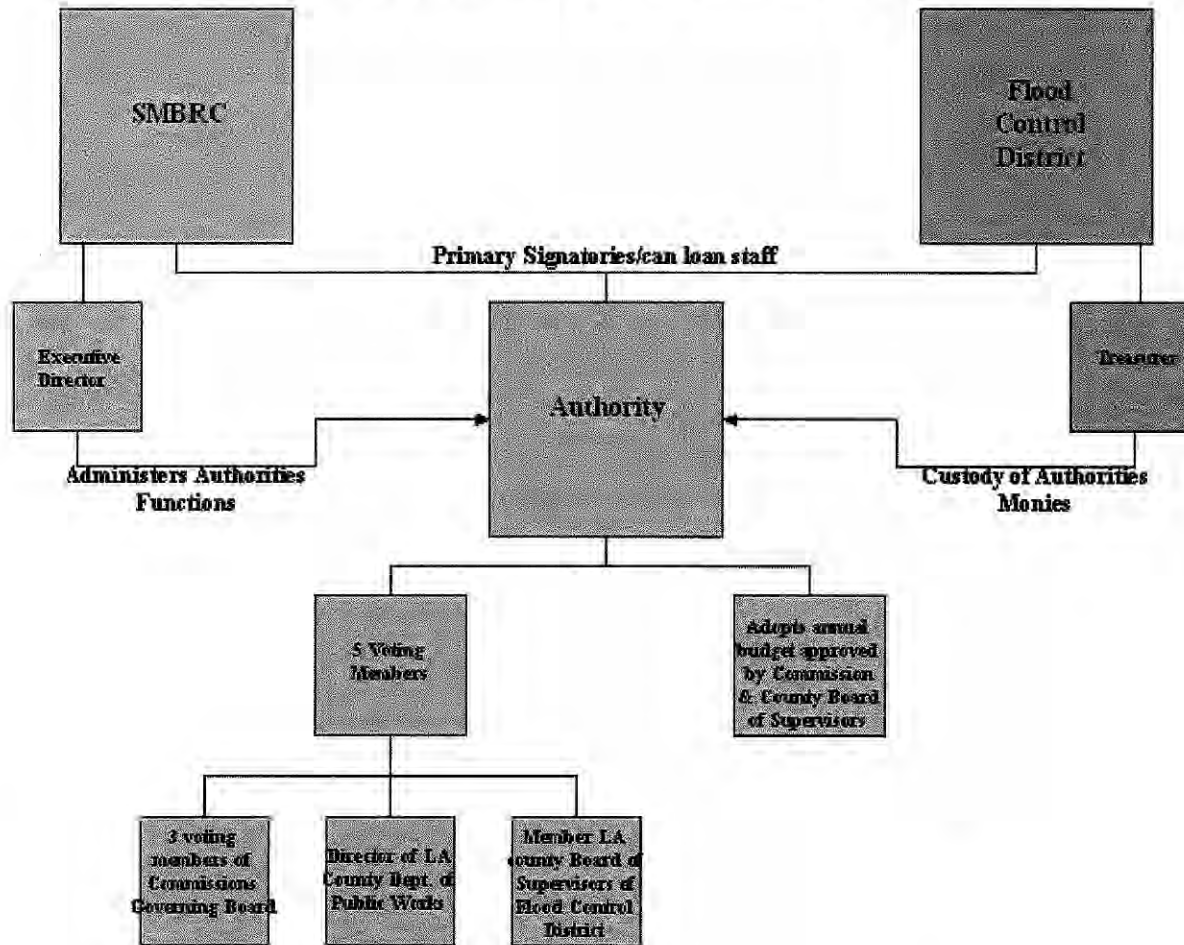 SMBRC
Flood
Control
District
Primary Signatories/can loan staff
Executive
Director
Authority
Treasurer
Administers Authorities
Functions
Custody of Authorities
Monies
5 Voting
Members
Adopts annual
budget approved
by Commission
& County Board
of Supervisors
3 voting
members of
Commissions
Governing Board
Director of LA
County Dept. of
Public Works
Member LA
county Board of
Supervisors of
Flood Control
District